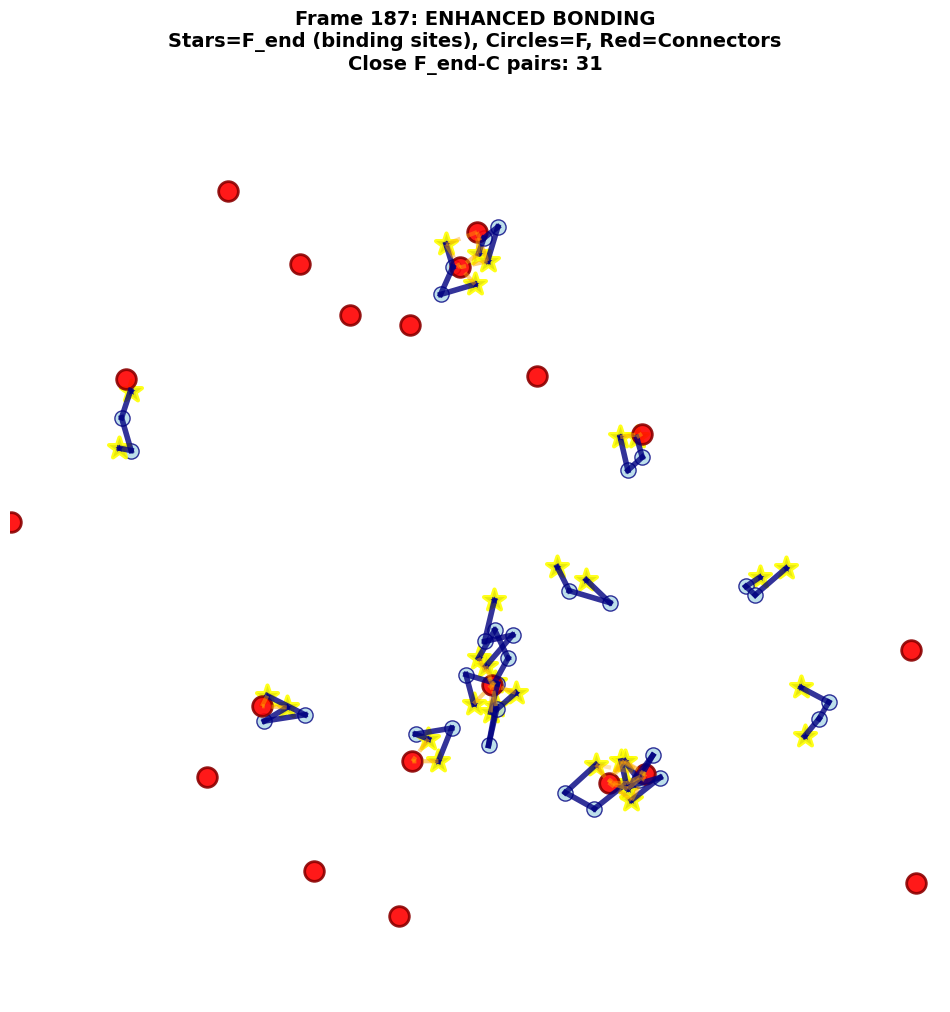 Frame 187: ENHANCED BONDING
Stars=F_end (binding sites), Circles=F, Red=Connectors
Close F_end-C pairs: 31